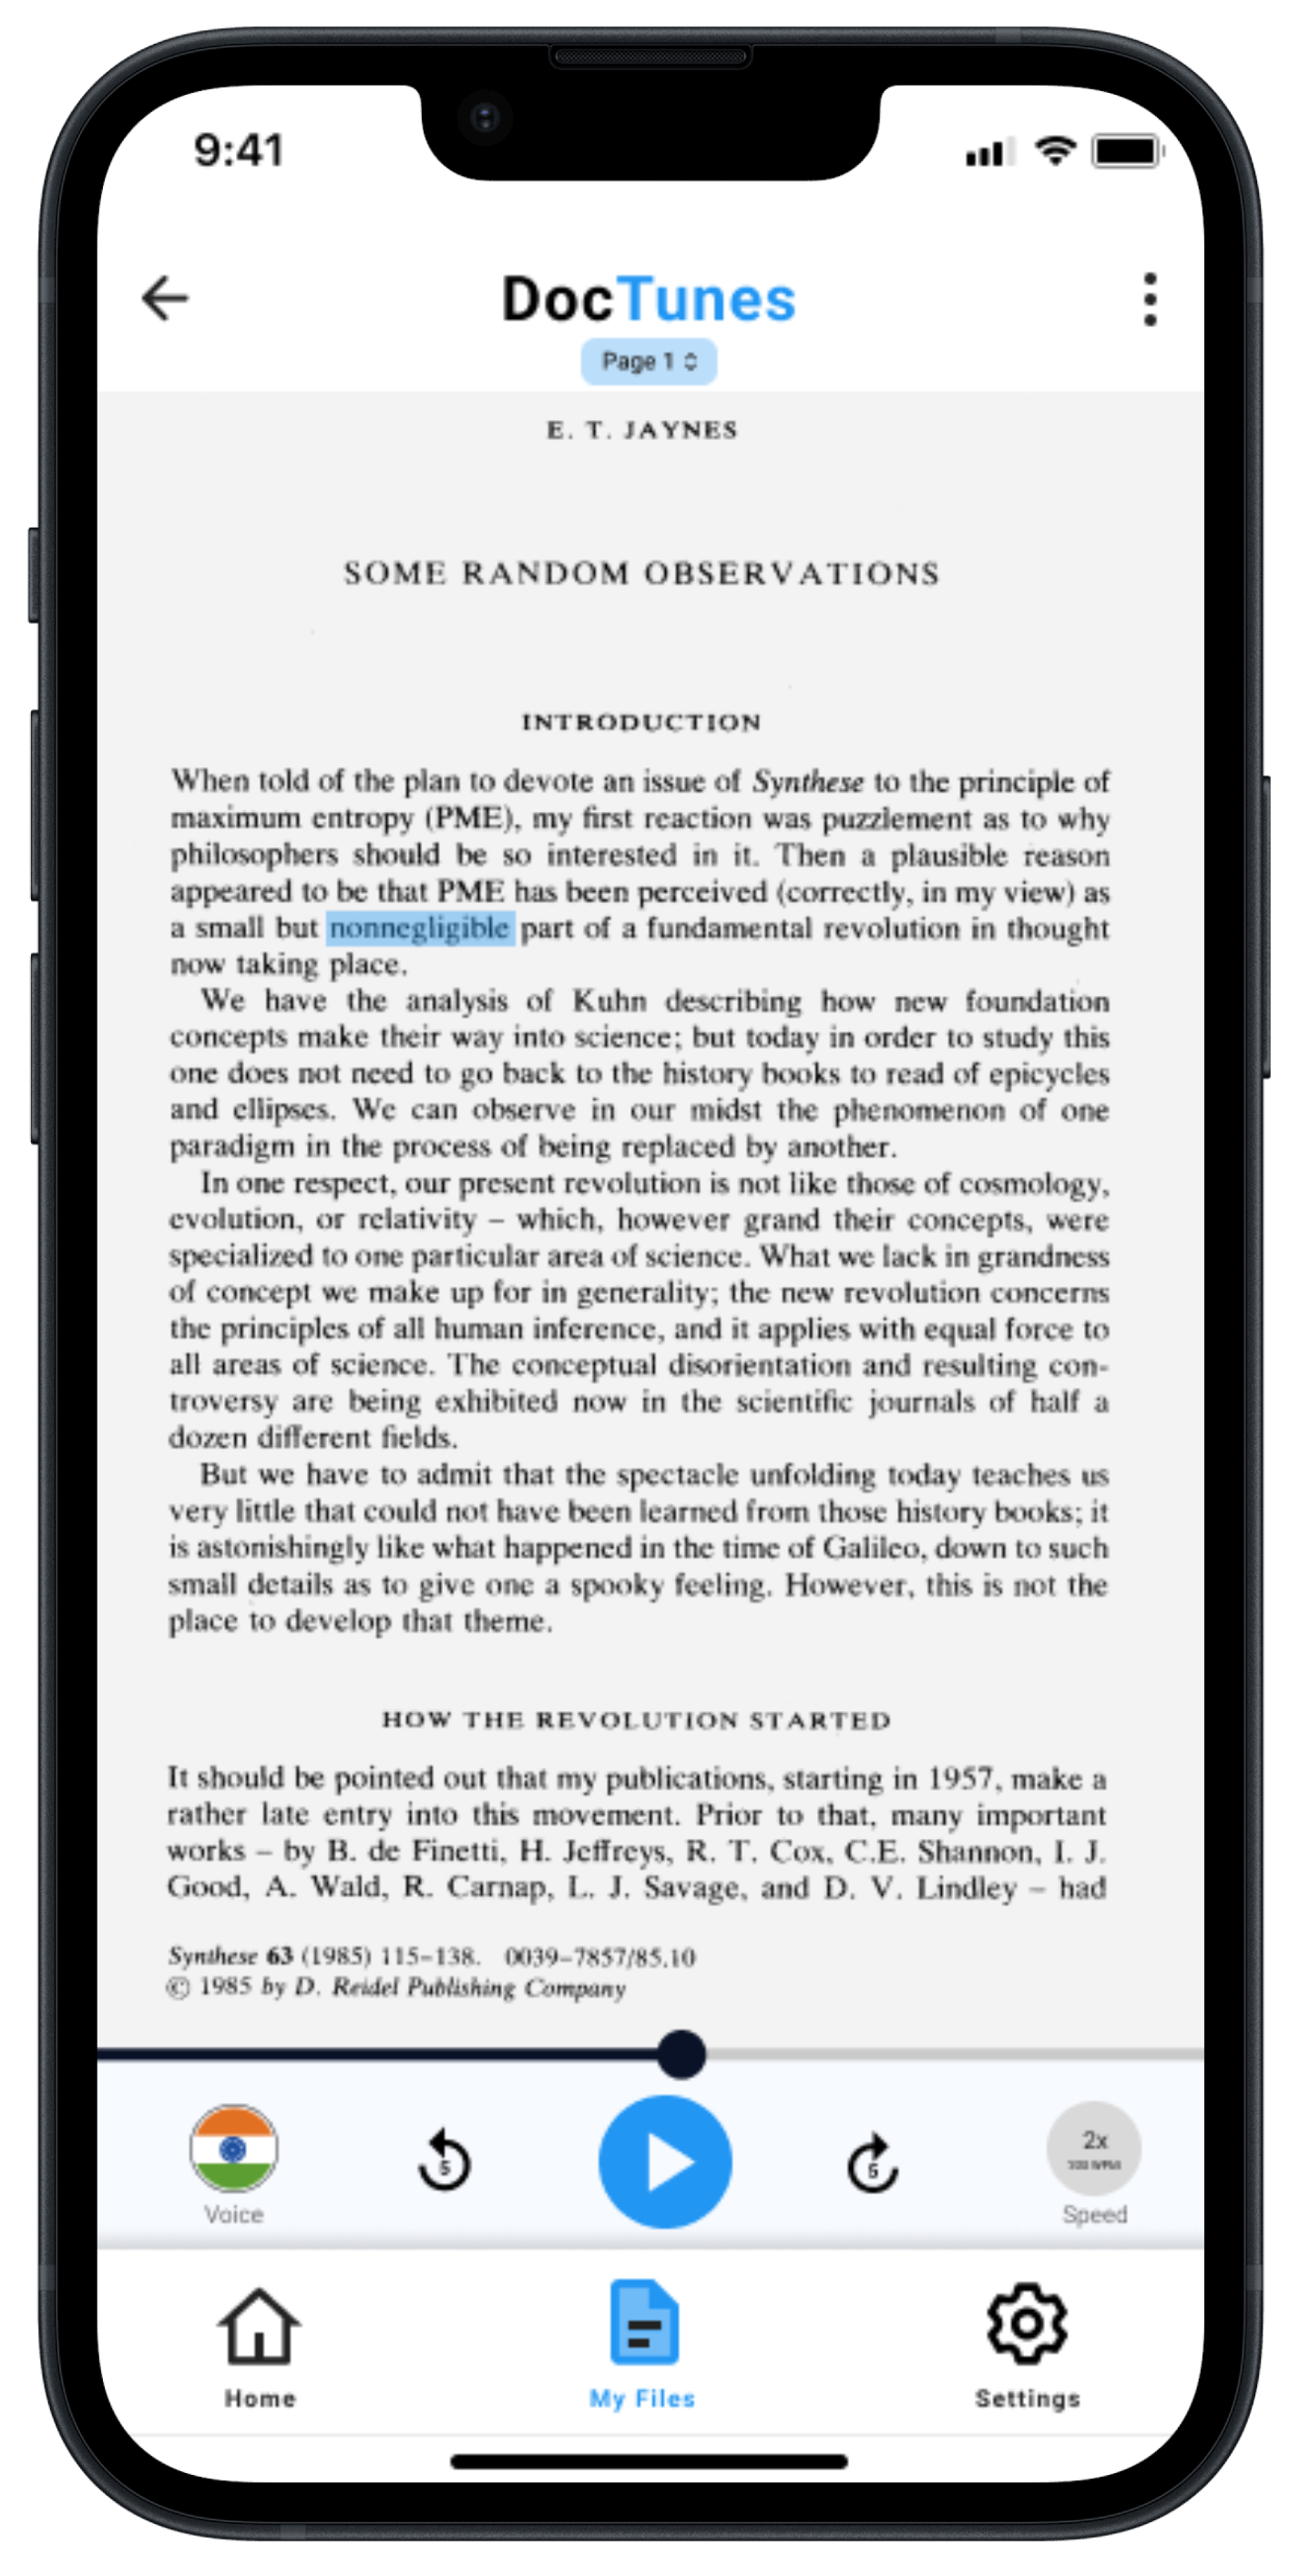 9:41
DocTunes
Page 1
E. T. JAYNES
SOME RANDOM OBSERVATIONS
INTRODUCTION
When told of the plan to devote an issue of Synthese to the principle of
maximum entropy (PME), my first reaction was puzzlement as to why
philosophers should be so interested in it. Then a plausible reason
appeared to be that PME has been perceived (correctly, in my view) as
a small but nonnegligible part of a fundamental revolution in thought
now taking place.
We have the analysis of Kuhn describing how new foundation
concepts make their way into science; but today in order to study this
one does not need to go back to the history books to read of epicycles
and ellipses. We can observe in our midst the phenomenon of one
paradigm in the process of being replaced by another.
In one respect, our present revolution is not like those of cosmology,
evolution, or relativity – which, however grand their concepts, were
specialized to one particular area of science. What we lack in grandness
of concept we make up for in generality; the new revolution concerns
the principles of all human inference, and it applies with equal force to
all areas of science. The conceptual disorientation and resulting con-
troversy are being exhibited now in the scientific journals of half a
dozen different fields.
But we have to admit that the spectacle unfolding today teaches us
very little that could not have been learned from those history books; it
is astonishingly like what happened in the time of Galileo, down to such
small details as to give one a spooky feeling. However, this is not the
place to develop that theme.
HOW THE REVOLUTION STARTED
It should be pointed out that my publications, starting in 1957, make a
rather late entry into this movement. Prior to that, many important
works – by B. de Finetti, H. Jeffreys, R. T. Cox, C.E. Shannon, I. J.
Good, A. Wald, R. Carnap, L. J. Savage, and D. V. Lindley – had
Synthese 63 (1985) 115–138. 0039–7857/85.10
© 1985 by D. Reidel Publishing Company
5
5
2x
WPM
Voice
Speed
Home
My Files
Settings